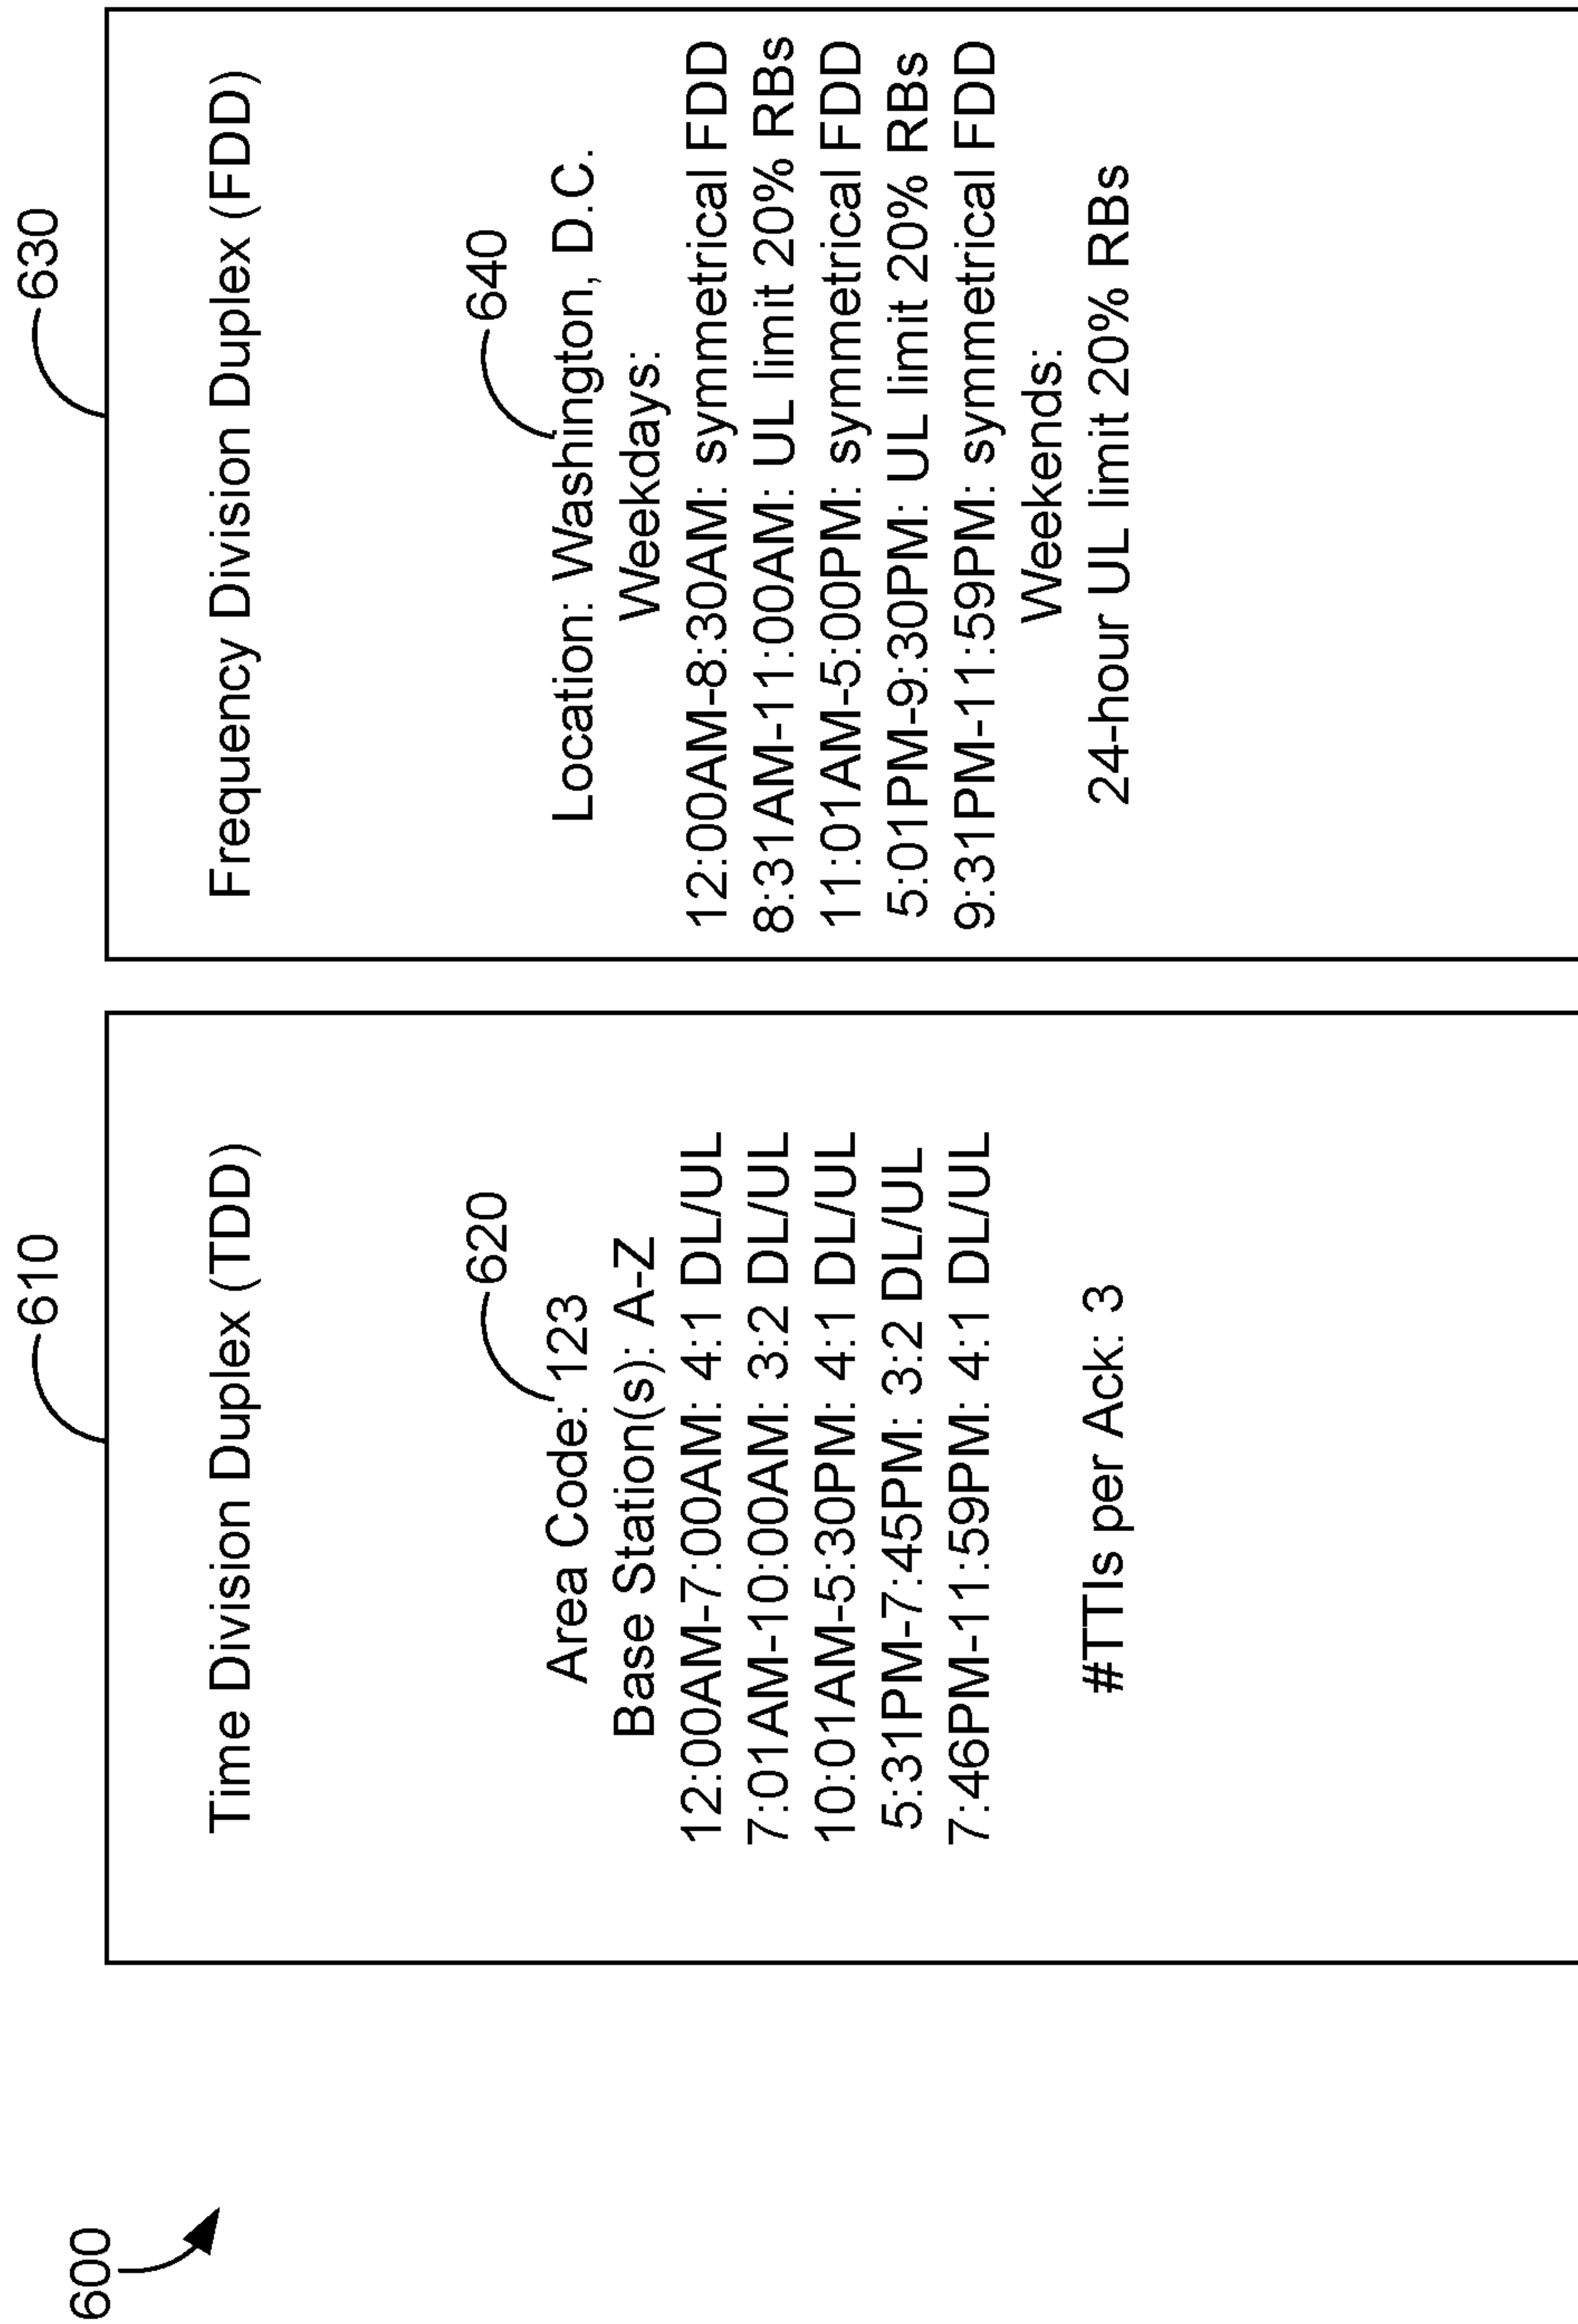 600
610
Time Division Duplex (TDD)
620
Area Code: 123
Base Station(s): A-Z
12:00AM-7:00AM: 4:1 DL/UL
7:01AM-10:00AM: 3:2 DL/UL
10:01AM-5:30PM: 4:1 DL/UL
5:31PM-7:45PM: 3:2 DL/UL
7:46PM-11:59PM: 4:1 DL/UL
#TTIs per Ack: 3
630
Frequency Division Duplex (FDD)
640
Location: Washington, D.C.
Weekdays:
12:00AM-8:30AM: symmetrical FDD
8:31AM-11:00AM: UL limit 20% RBs
11:01AM-5:00PM: symmetrical FDD
5:01PM-9:30PM: UL limit 20% RBs
9:31PM-11:59PM: symmetrical FDD
Weekends:
24-hour UL limit 20% RBs